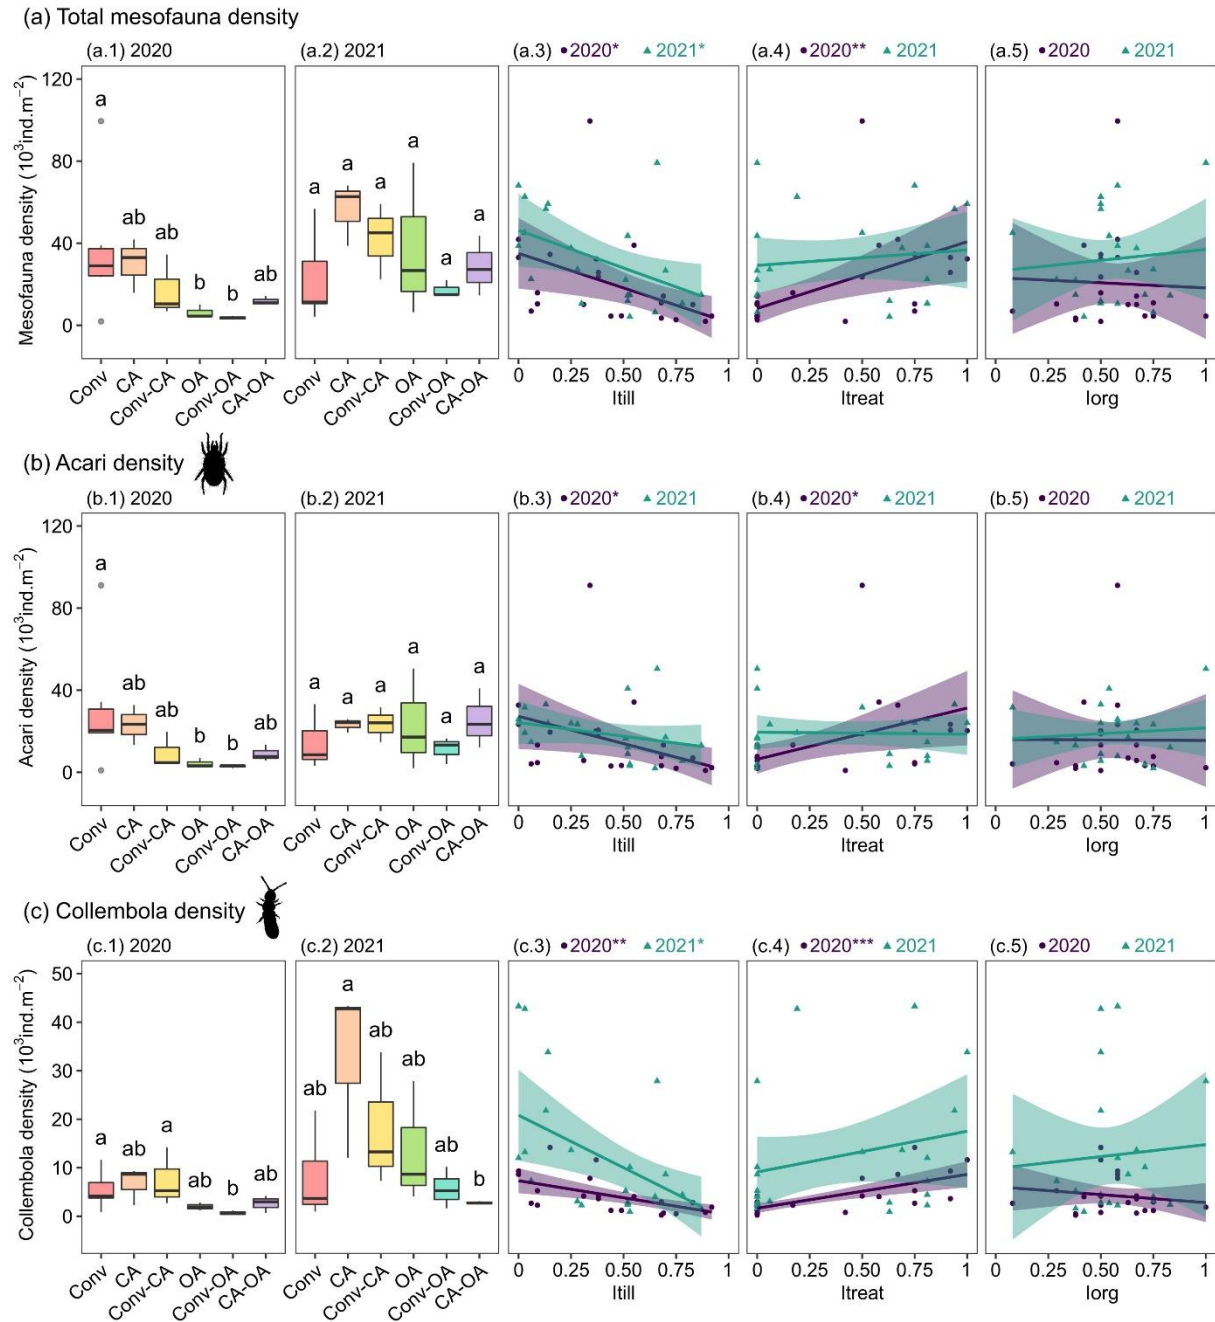 (a) Total mesofauna density
(a.1) 2020 (a.2) 2021 (a.3) 2020* 2021* (a.4) 2020** 2021 (a.5) 2020 2021
Mesofauna density (10³ind.m⁻²)
120
80
40
0
a ab ab b b ab
a a a a a a
Conv CA Conv-CA OA Conv-OA CA-OA Conv CA Conv-CA OA Conv-OA CA-OA
0 0.25 0.50 0.75 1 0 0.25 0.50 0.75 1 0 0.25 0.50 0.75 1
Itill Itreat Iorg
(b) Acari density
(b.1) 2020 (b.2) 2021 (b.3) 2020* 2021 (b.4) 2020* 2021 (b.5) 2020 2021
Acari density (10³ind.m⁻²)
120
80
40
0
a ab ab b b ab
a a a a a a
Conv CA Conv-CA OA Conv-OA CA-OA Conv CA Conv-CA OA Conv-OA CA-OA
0 0.25 0.50 0.75 1 0 0.25 0.50 0.75 1 0 0.25 0.50 0.75 1
Itill Itreat Iorg
(c) Collembola density
(c.1) 2020 (c.2) 2021 (c.3) 2020** 2021* (c.4) 2020*** 2021 (c.5) 2020 2021
Collembola density (10³ind.m⁻²)
50
40
30
20
10
0
a ab a ab b ab
ab a ab ab ab b
Conv CA Conv-CA OA Conv-OA CA-OA Conv CA Conv-CA OA Conv-OA CA-OA
0 0.25 0.50 0.75 1 0 0.25 0.50 0.75 1 0 0.25 0.50 0.75 1
Itill Itreat Iorg